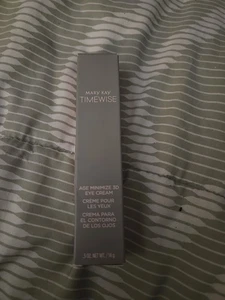 MARY KAY
TIMEWISE
AGE MINIMIZE 3D
EYE CREAM
CRÈME POUR
LES YEUX
CREMA PARA
EL CONTORNO
DE LOS OJOS